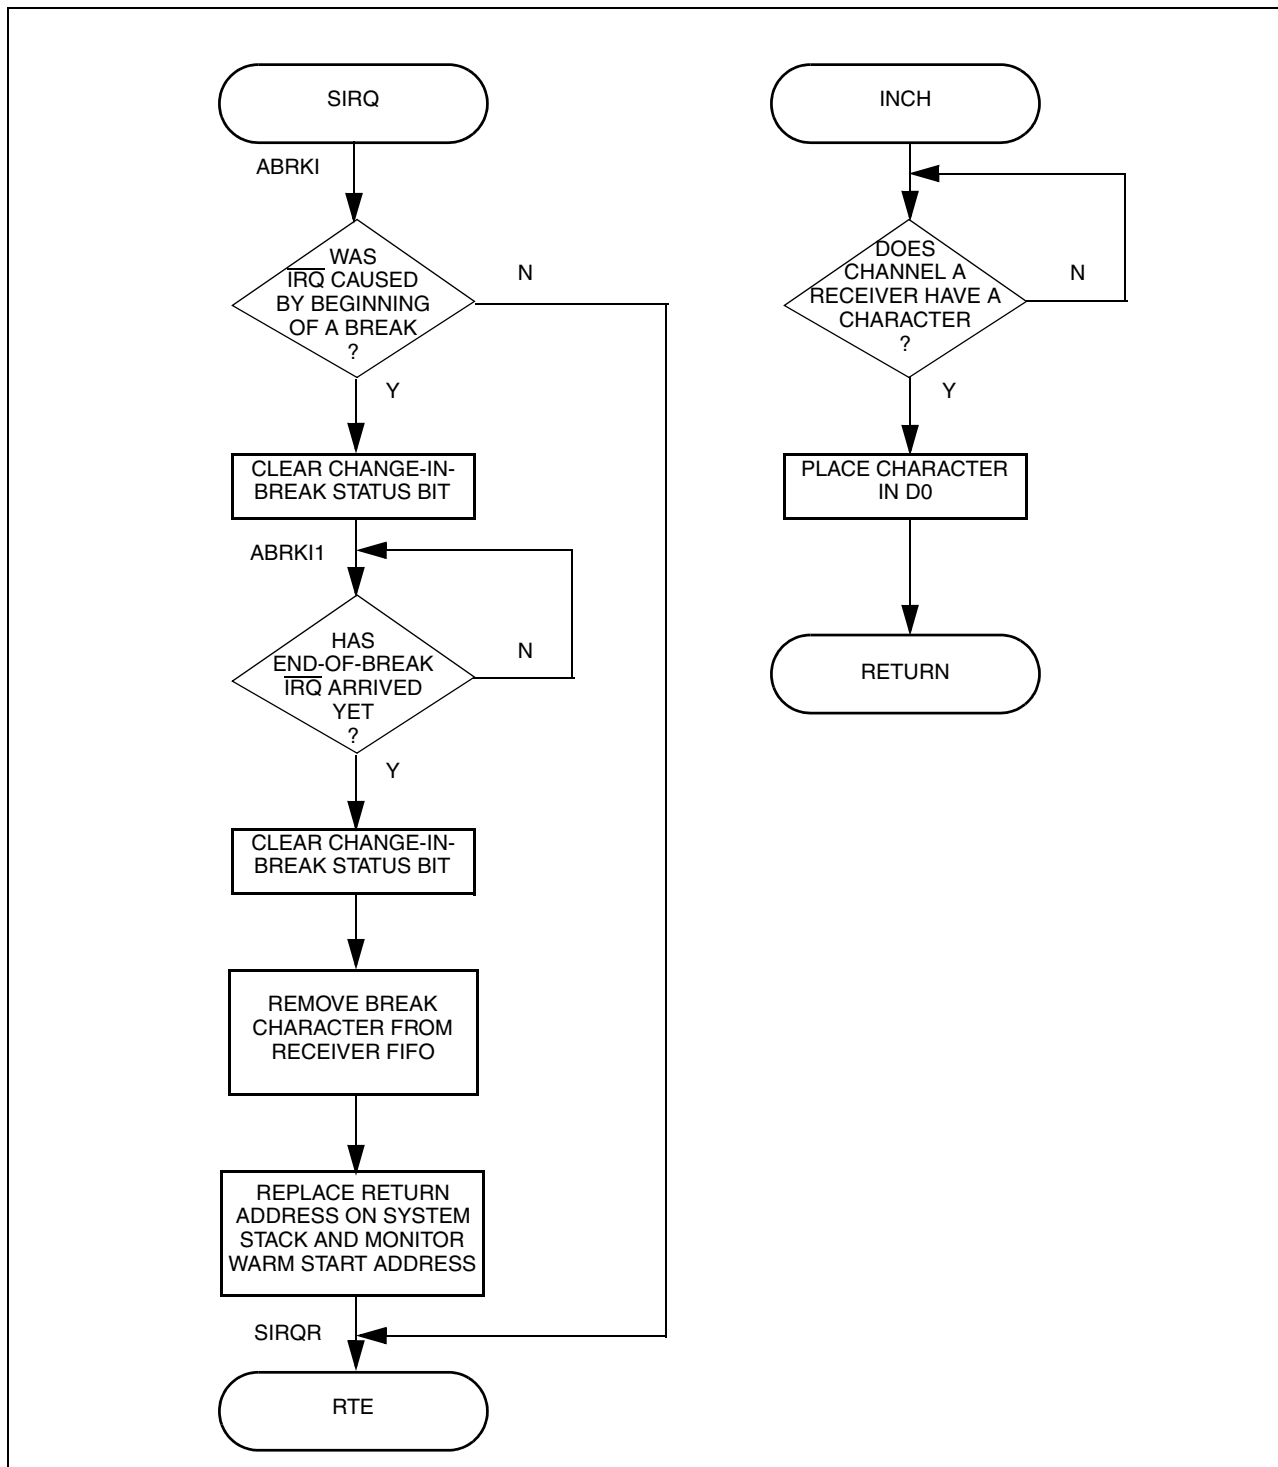 SIRQ
ABRKI
WAS
IRQ CAUSED
BY BEGINNING
OF A BREAK
?
N
Y
CLEAR CHANGE-IN-
BREAK STATUS BIT
ABRKI1
HAS
END-OF-BREAK
IRQ ARRIVED
YET
?
N
Y
CLEAR CHANGE-IN-
BREAK STATUS BIT
REMOVE BREAK
CHARACTER FROM
RECEIVER FIFO
REPLACE RETURN
ADDRESS ON SYSTEM
STACK AND MONITOR
WARM START ADDRESS
SIRQR
RTE
INCH
DOES
CHANNEL A
RECEIVER HAVE A
CHARACTER
?
N
Y
PLACE CHARACTER
IN D0
RETURN